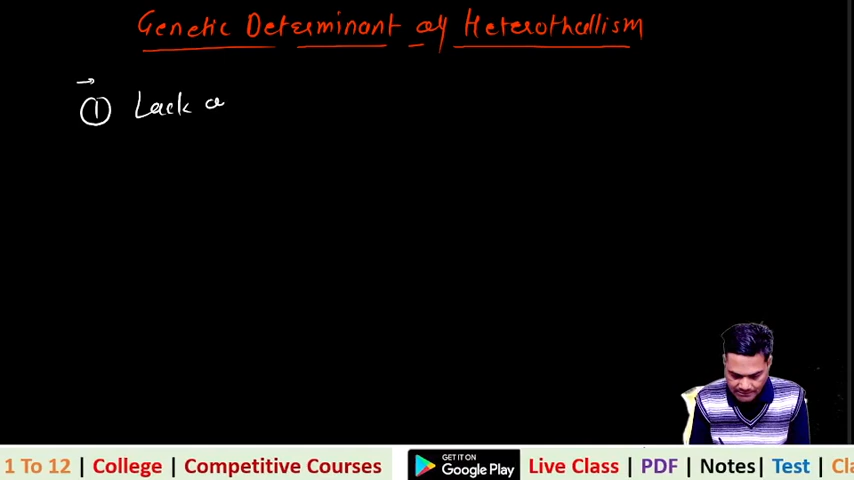 Genetic Determinant of Heterothallism
① Lack o
1 To 12 | College | Competitive Courses GET IT ON Google Play Live Class | PDF | Notes | Test | Cla